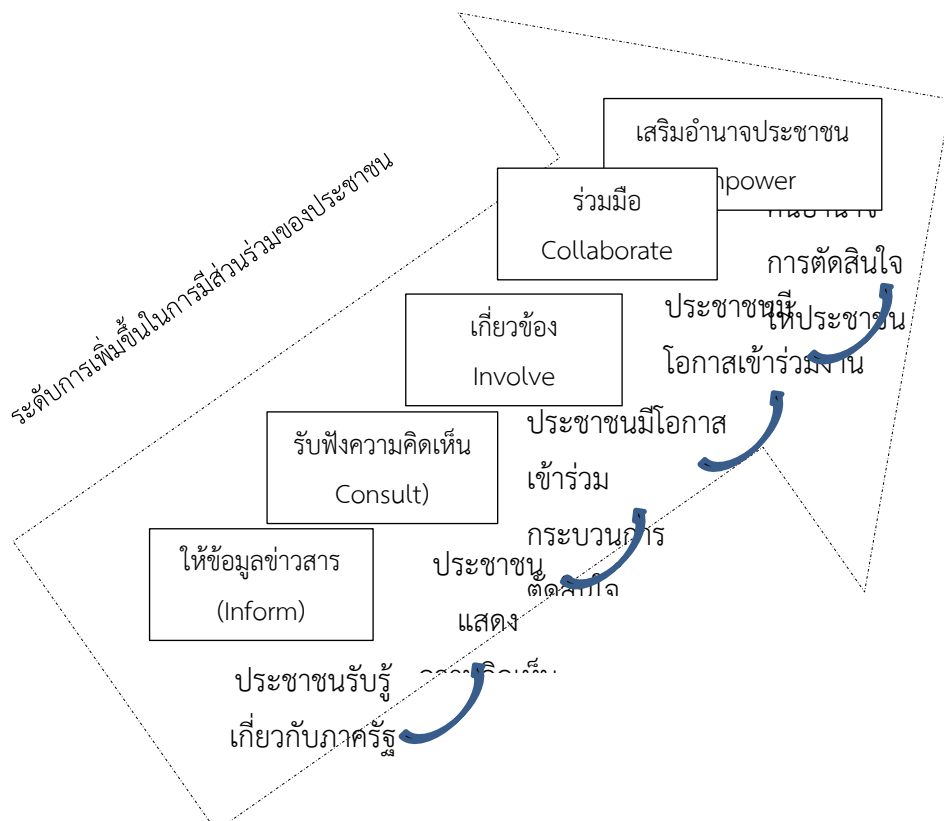 ระดับการเพิ่มขึ้นในการมีส่วนร่วมของประชาชน
เสริมอำนาจประชาชน
การตัดสินใจ
ให้ประชาชน
ร่วมมือ
Collaborate
ประชาชนมี
โอกาสเข้าร่วมงาน
เกี่ยวข้อง
Involve
ประชาชนมีโอกาส
เข้าร่วม
กระบวนการ
ตัดสินใจ
รับฟังความคิดเห็น
Consult)
ประชาชน
แสดง
ให้ข้อมูลข่าวสาร
(Inform)
ประชาชนรับรู้
เกี่ยวกับภาครัฐ